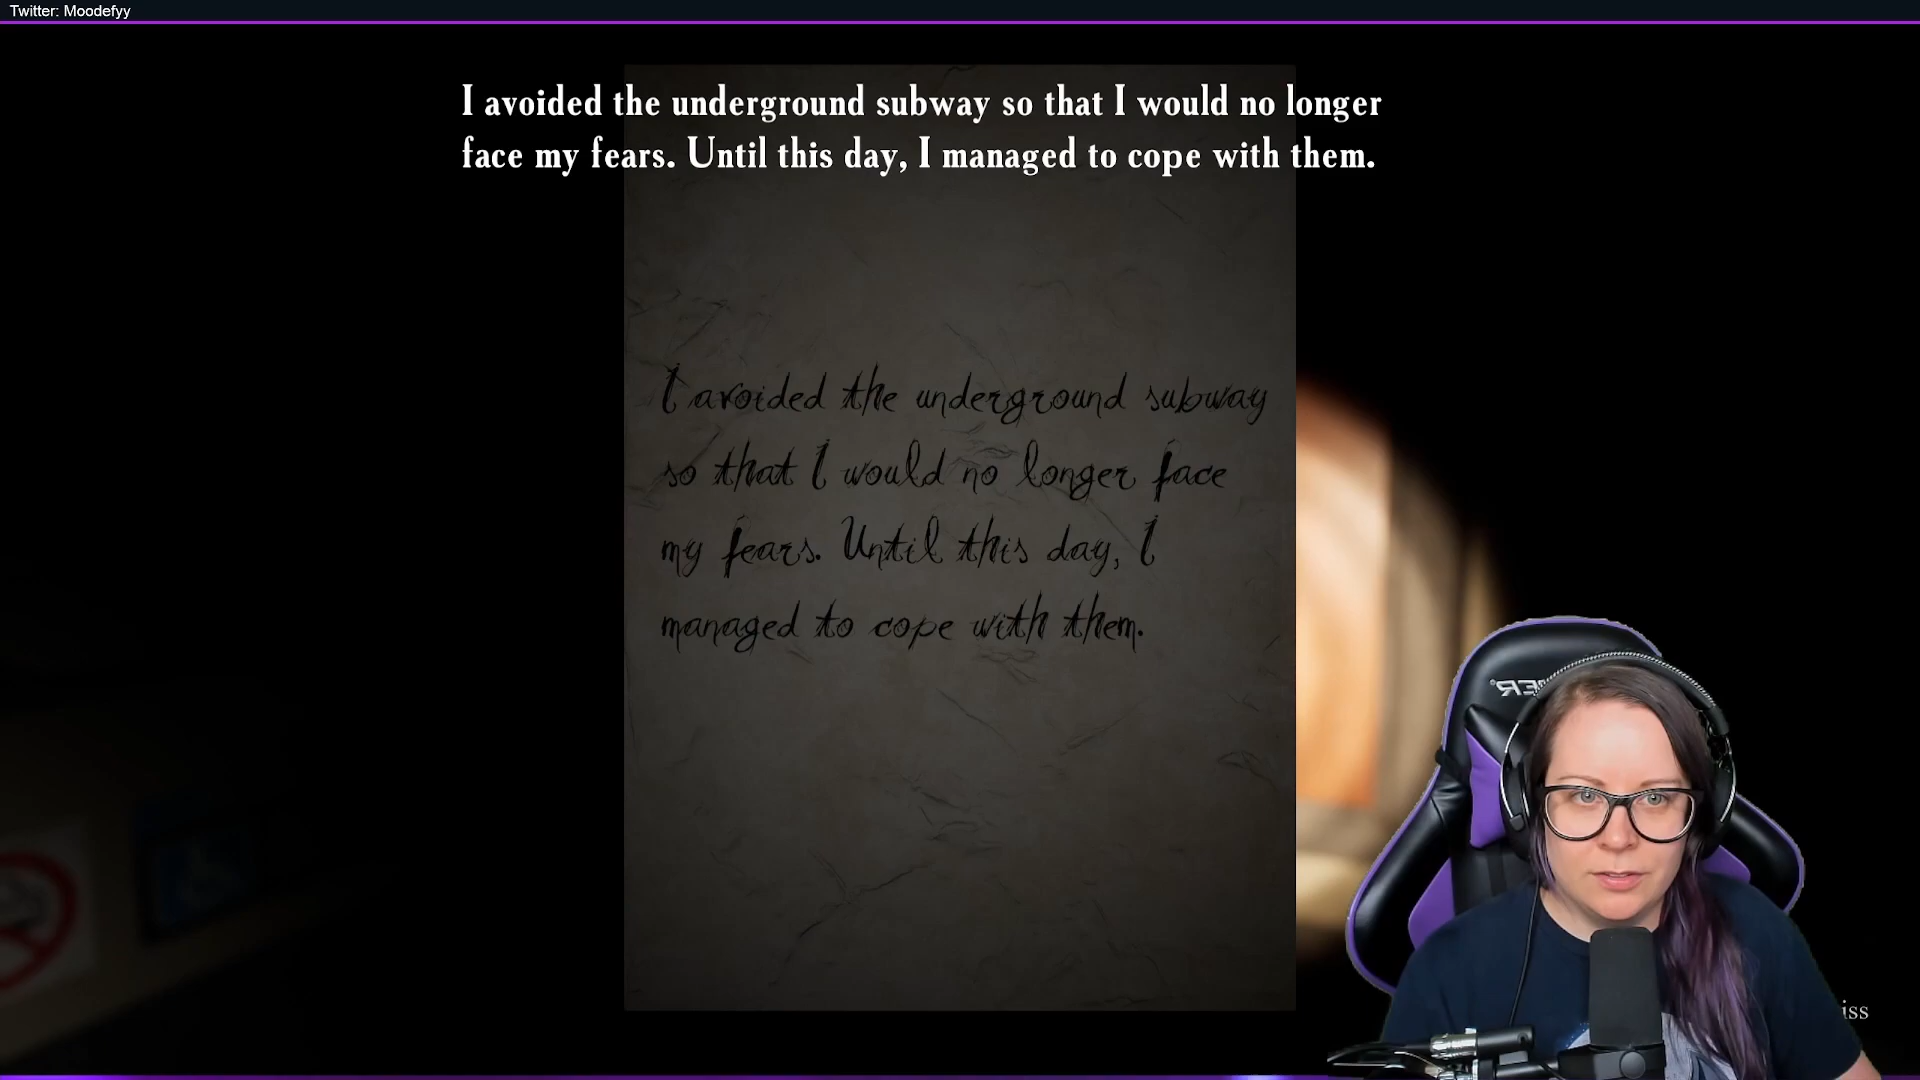 Twitter: Moodefyy
I avoided the underground subway so that I would no longer
face my fears. Until this day, I managed to cope with them.
I avoided the underground subway
so that I would no longer face
my fears. Until this day, I
managed to cope with them.
iss